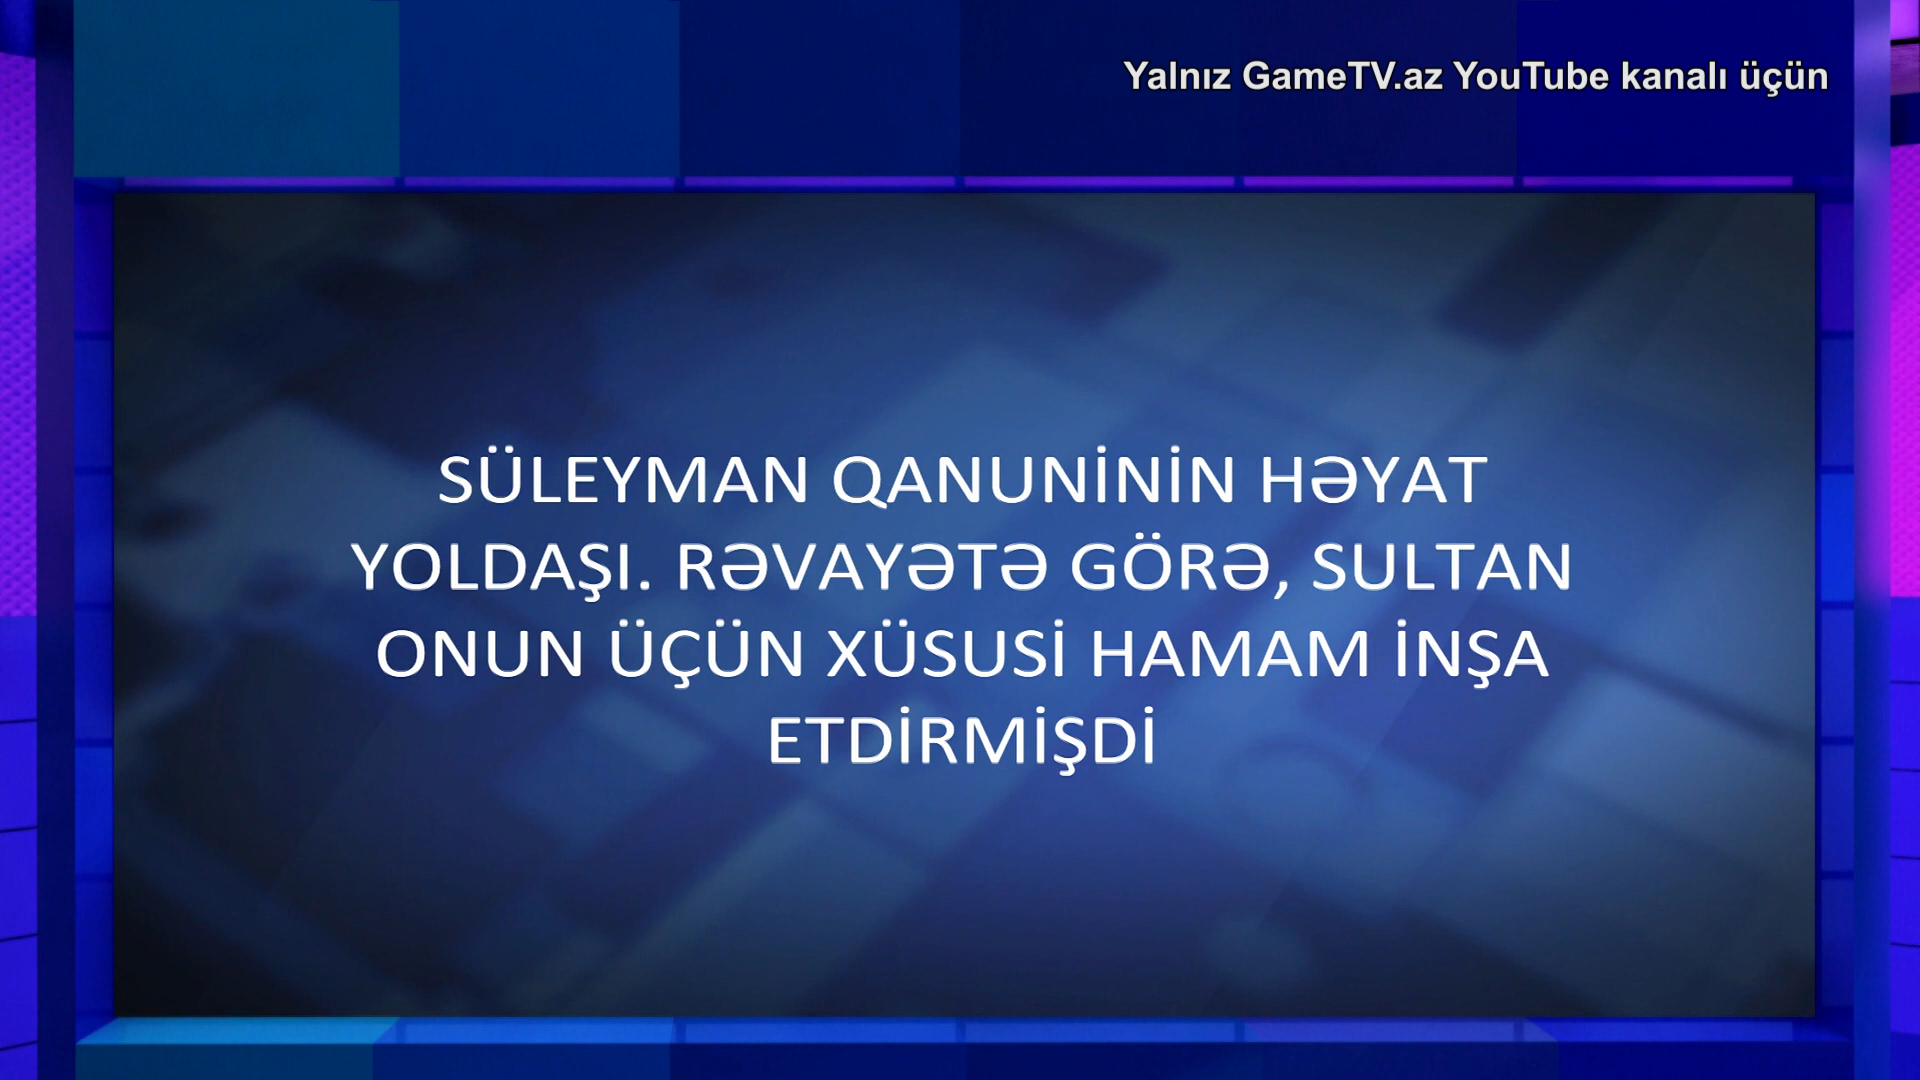 Yalnız GameTV.az YouTube kanalı üçün
SÜLEYMAN QANUNİNİN HƏYAT
YOLDAŞI. RƏVAYƏTƏ GÖRƏ, SULTAN
ONUN ÜÇÜN XÜSUSİ HAMAM İNŞA
ETDİRMİŞDİ